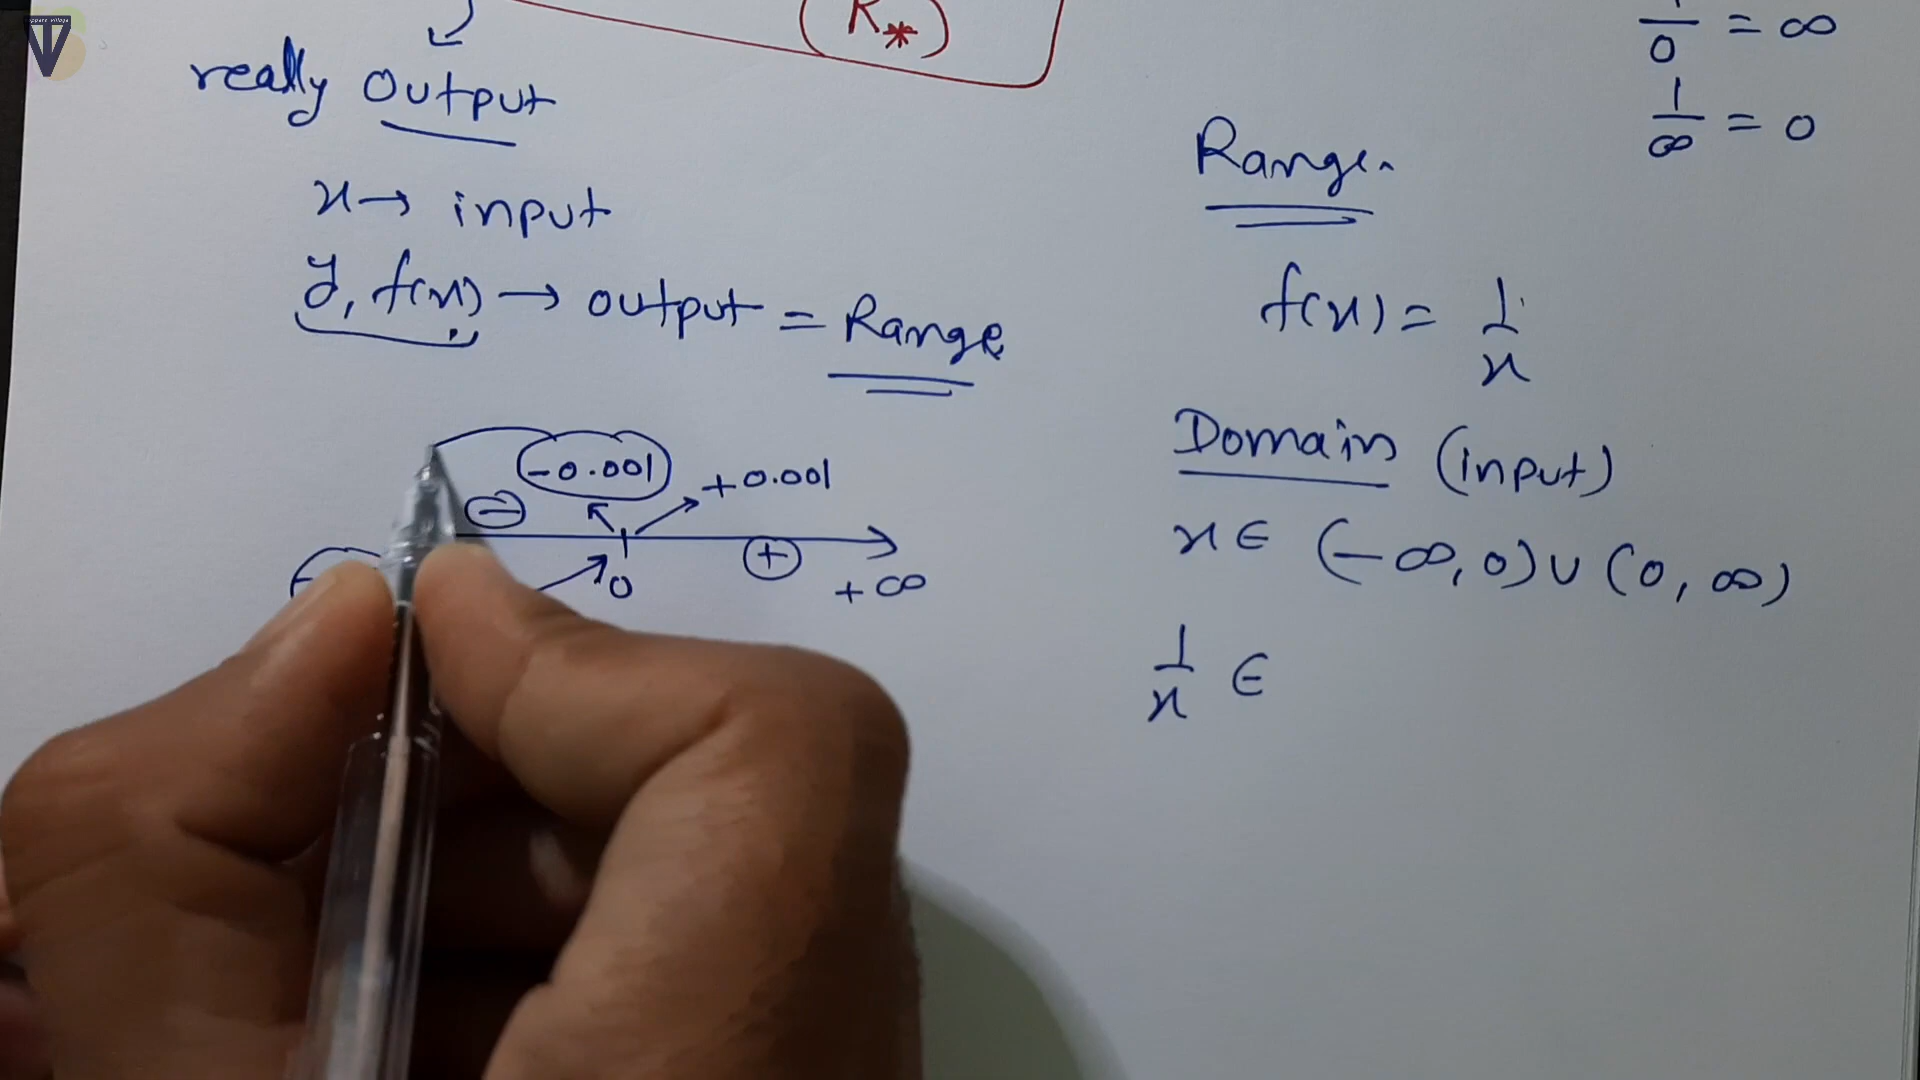 (R*)
1/0 = ∞
1/∞ = 0
really Output
x → input
y, f(x) → output = Range
-0.001
+0.001
−
+
0
+∞
Range
f(x) = 1/x
Domain (input)
x ∈ (-∞, 0) ∪ (0, ∞)
1/x ∈